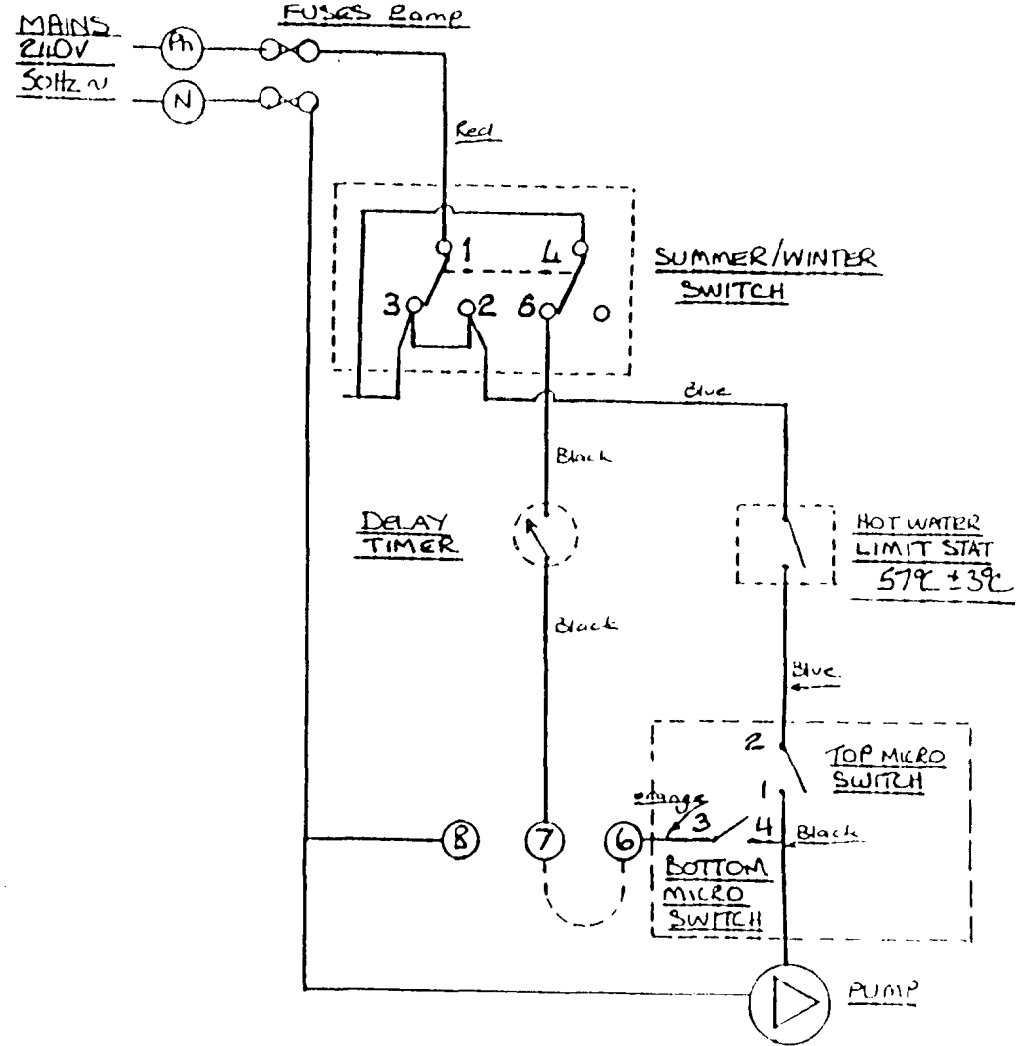 FUSES 2amp
MAINS
240V
50Hz ~
Ph
N
Red
1
4
3
2
6
SUMMER/WINTER
SWITCH
Blue
Black
DELAY
TIMER
HOT WATER
LIMIT STAT
57°C ±3°C
Black
Blue
2
TOP MICRO
SWITCH
1
orange
3
4
Black
8
7
6
BOTTOM
MICRO
SWITCH
PUMP